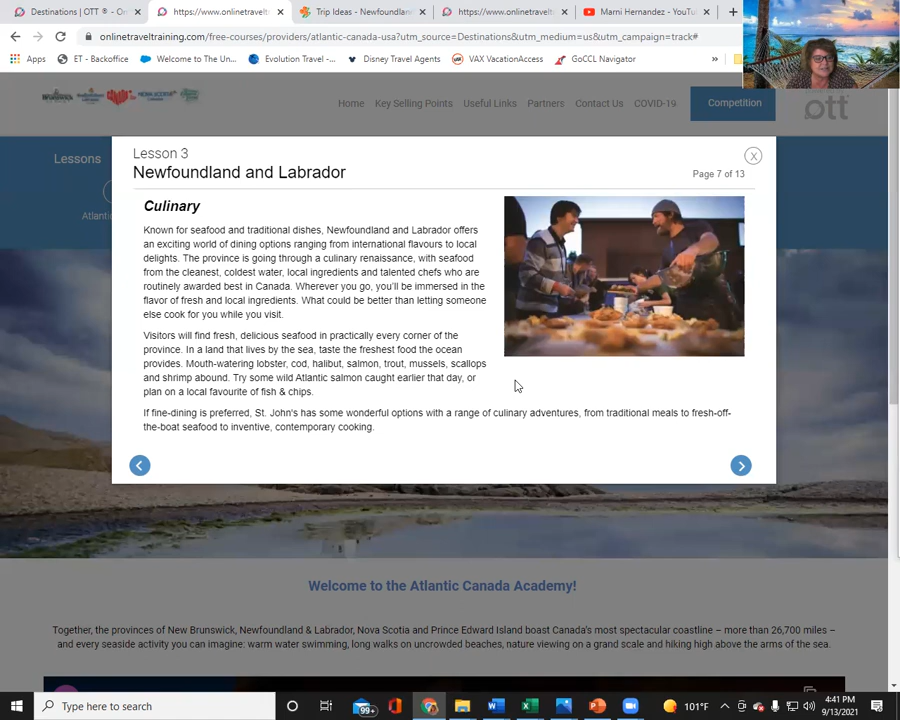 Destinations | OTT ® - On
https://www.onlinetravelt
Trip Ideas - Newfoundlan
https://www.onlinetravelt
Marni Hernandez - YouTu
onlinetraveltraining.com/free-courses/providers/atlantic-canada-usa?utm_source=Destinations&utm_medium=us&utm_campaign=track#
Apps
ET - Backoffice
Welcome to The Un...
Evolution Travel -...
Disney Travel Agents
VAX VacationAccess
GoCCL Navigator
»
Home Key Selling Points Useful Links Partners Contact Us COVID-19 Competition
ott
Lessons
Atlantic
Lesson 3
Newfoundland and Labrador
X
Page 7 of 13
Culinary
Known for seafood and traditional dishes, Newfoundland and Labrador offers
an exciting world of dining options ranging from international flavours to local
delights. The province is going through a culinary renaissance, with seafood
from the cleanest, coldest water, local ingredients and talented chefs who are
routinely awarded best in Canada. Wherever you go, you'll be immersed in the
flavor of fresh and local ingredients. What could be better than letting someone
else cook for you while you visit.
Visitors will find fresh, delicious seafood in practically every corner of the
province. In a land that lives by the sea, taste the freshest food the ocean
provides. Mouth-watering lobster, cod, halibut, salmon, trout, mussels, scallops
and shrimp abound. Try some wild Atlantic salmon caught earlier that day, or
plan on a local favourite of fish & chips.
If fine-dining is preferred, St. John's has some wonderful options with a range of culinary adventures, from traditional meals to fresh-off-
the-boat seafood to inventive, contemporary cooking.
Welcome to the Atlantic Canada Academy!
Together, the provinces of New Brunswick, Newfoundland & Labrador, Nova Scotia and Prince Edward Island boast Canada's most spectacular coastline – more than 26,700 miles –
and every seaside activity you can imagine: warm water swimming, long walks on uncrowded beaches, nature viewing on a grand scale and hiking high above the arms of the sea.
Type here to search
99+
101°F
4:41 PM
9/13/2021